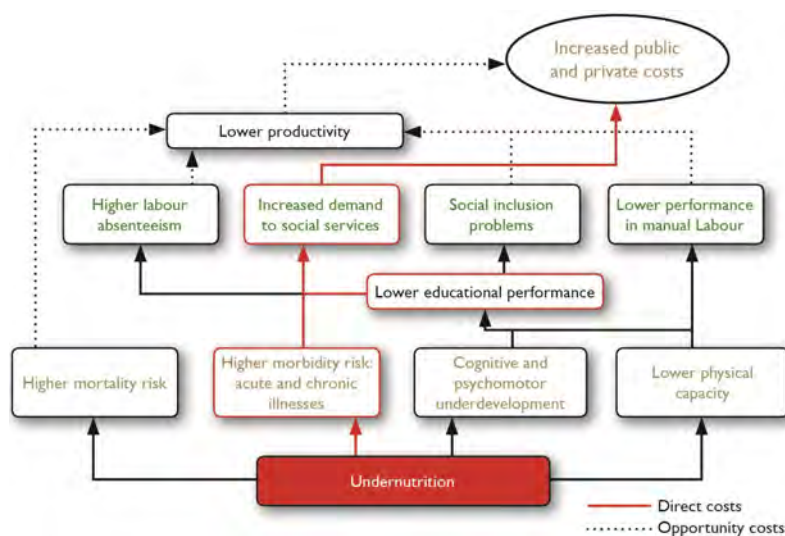 Increased public
and private costs
Lower productivity
Higher labour
absenteeism
Increased demand
to social services
Social inclusion
problems
Lower performance
in manual Labour
Lower educational performance
Higher mortality risk
Higher morbidity risk:
acute and chronic
illnesses
Cognitive and
psychomotor
underdevelopment
Lower physical
capacity
Undernutrition
Direct costs
Opportunity costs